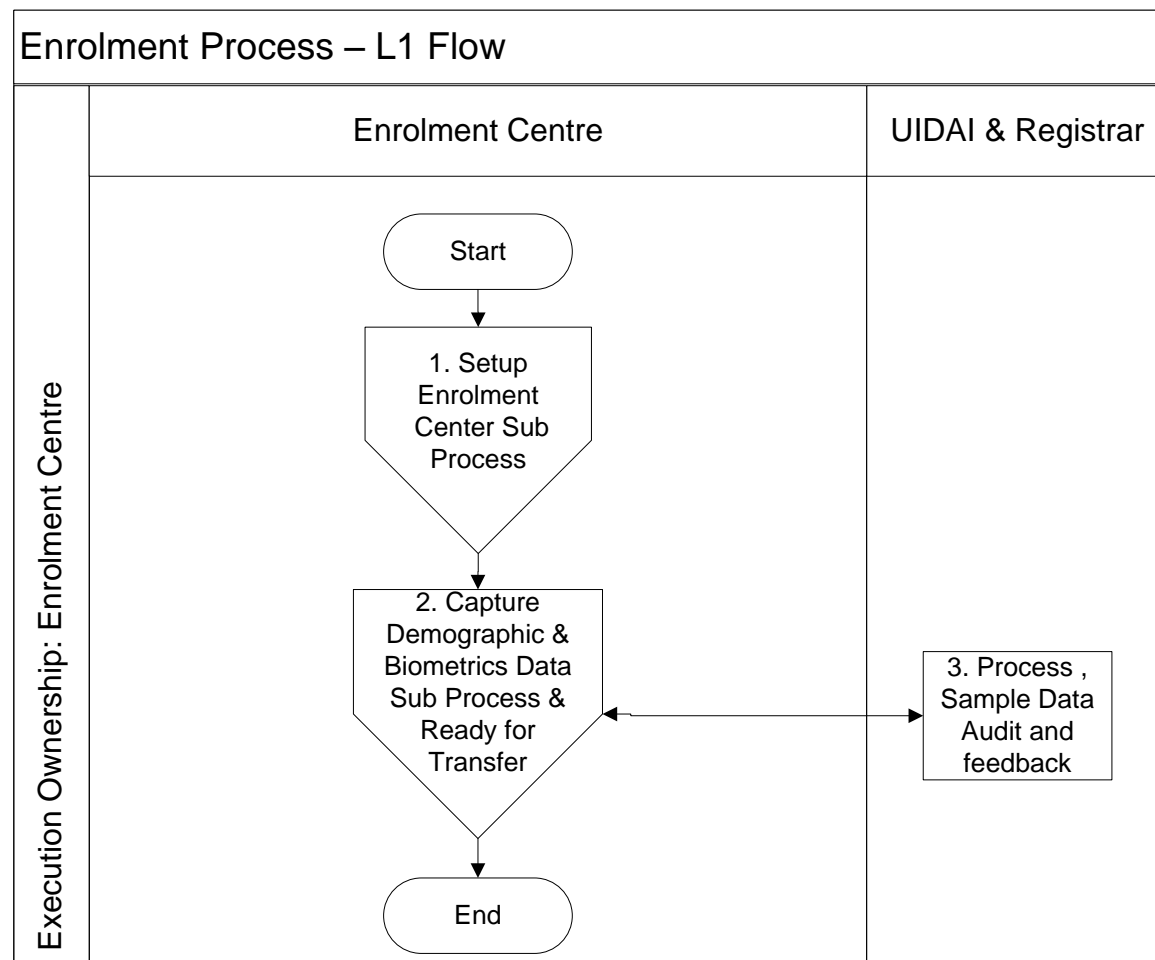 Enrolment Process – L1 Flow
Enrolment Centre
UIDAI & Registrar
Execution Ownership: Enrolment Centre
Start
1. Setup
Enrolment
Center Sub
Process
2. Capture
Demographic &
Biometrics Data
Sub Process &
Ready for
Transfer
3. Process ,
Sample Data
Audit and
feedback
End